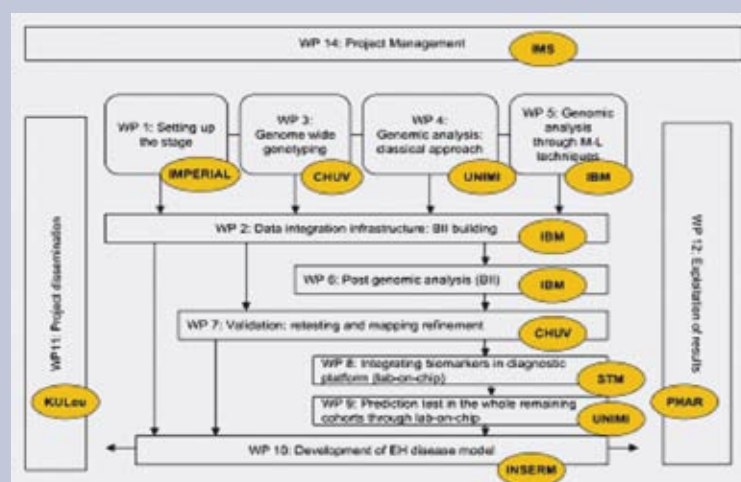 WP 14: Project Management
IMS
WP 1: Setting up
the stage
IMPERIAL
WP 3:
Genome wide
genotyping
CHUV
WP 4:
Genomic analysis:
classical approach
UNIMI
WP 5: Genomic
analysis
through M-L
techniques
IBM
WP 2: Data integration infrastructure: BII building
IBM
WP 6: Post genomic analysis (BII)
IBM
WP 7: Validation: retesting and mapping refinement
CHUV
WP 8: Integrating biomarkers in diagnostic
platform (lab-on-chip)
STM
WP 9: Prediction test in the whole remaining
cohorts through lab-on-chip
UNIMI
WP 10: Development of EH disease model
INSERM
WP11: Project dissemination
KULeu
WP 12: Exploitation of results
PHAR